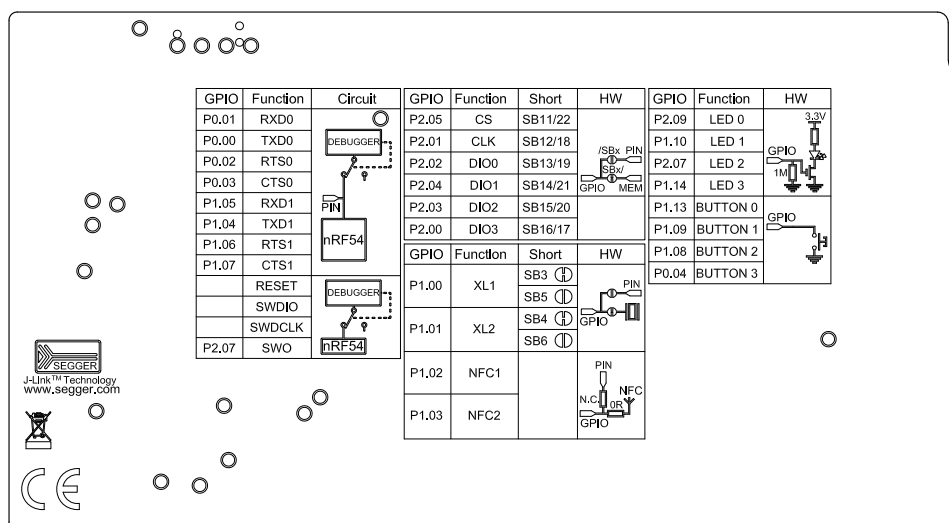 GPIO Function Circuit
P0.01 RXD0
P0.00 TXD0
P0.02 RTS0
P0.03 CTS0
P1.05 RXD1
P1.04 TXD1
P1.06 RTS1
P1.07 CTS1
RESET
SWDIO
SWDCLK
P2.07 SWO
DEBUGGER
PIN
nRF54
DEBUGGER
nRF54
GPIO Function Short HW
P2.05 CS SB11/22
P2.01 CLK SB12/18
P2.02 DIO0 SB13/19
P2.04 DIO1 SB14/21
P2.03 DIO2 SB15/20
P2.00 DIO3 SB16/17
/SBx PIN
SBx/
GPIO MEM
GPIO Function Short HW
P1.00 XL1 SB3
SB5
P1.01 XL2 SB4
SB6
PIN
GPIO
P1.02 NFC1
P1.03 NFC2
PIN
N.C. NFC
0R
GPIO
GPIO Function HW
P2.09 LED 0
P1.10 LED 1
P2.07 LED 2
P1.14 LED 3
3.3V
GPIO
1M
P1.13 BUTTON 0
P1.09 BUTTON 1
P1.08 BUTTON 2
P0.04 BUTTON 3
GPIO
SEGGER
J-Link™ Technology
www.segger.com
CE